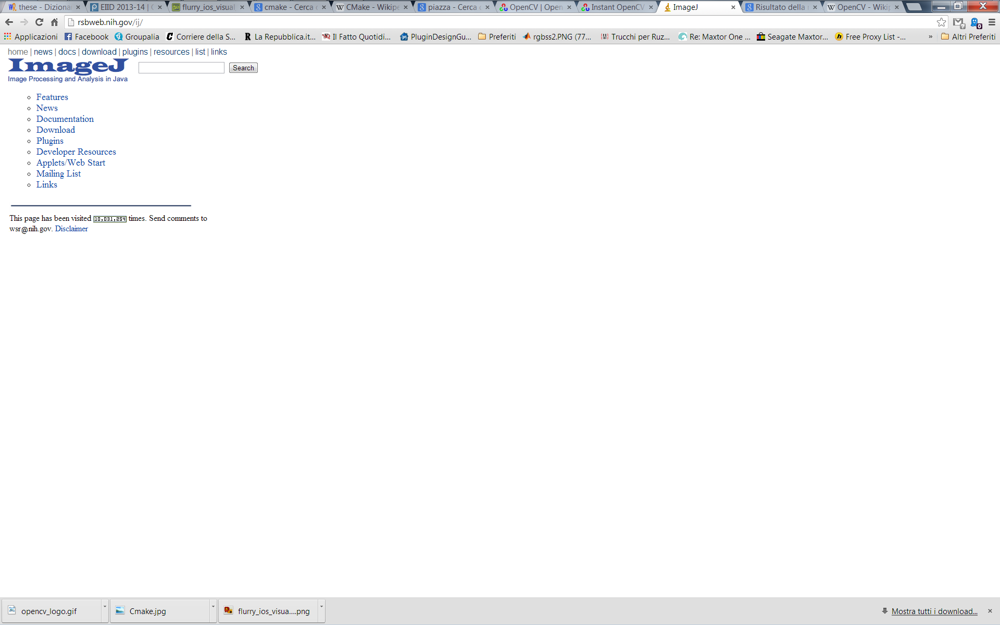 these - Diziona
EIID 2013-14 |
flurry_ios_visual
cmake - Cerca
CMake - Wikipe
piazza - Cerca
OpenCV | Open
Instant OpenCV
ImageJ
Risultato della
OpenCV - Wikip
rsbweb.nih.gov/ij/
Applicazioni
Facebook
Groupalia
Corriere della S...
La Repubblica.it...
Il Fatto Quotidi...
PluginDesignGu...
Preferiti
rgbss2.PNG (77...
Trucchi per Ruz...
Re: Maxtor One ...
Seagate Maxtor...
Free Proxy List -...
» Altri Preferiti
home | news | docs | download | plugins | resources | list | links
ImageJ
Search
Image Processing and Analysis in Java
Features
News
Documentation
Download
Plugins
Developer Resources
Applets/Web Start
Mailing List
Links
This page has been visited 10,031,254 times. Send comments to
wsr@nih.gov. Disclaimer
opencv_logo.gif
Cmake.jpg
flurry_ios_visua....png
Mostra tutti i download...